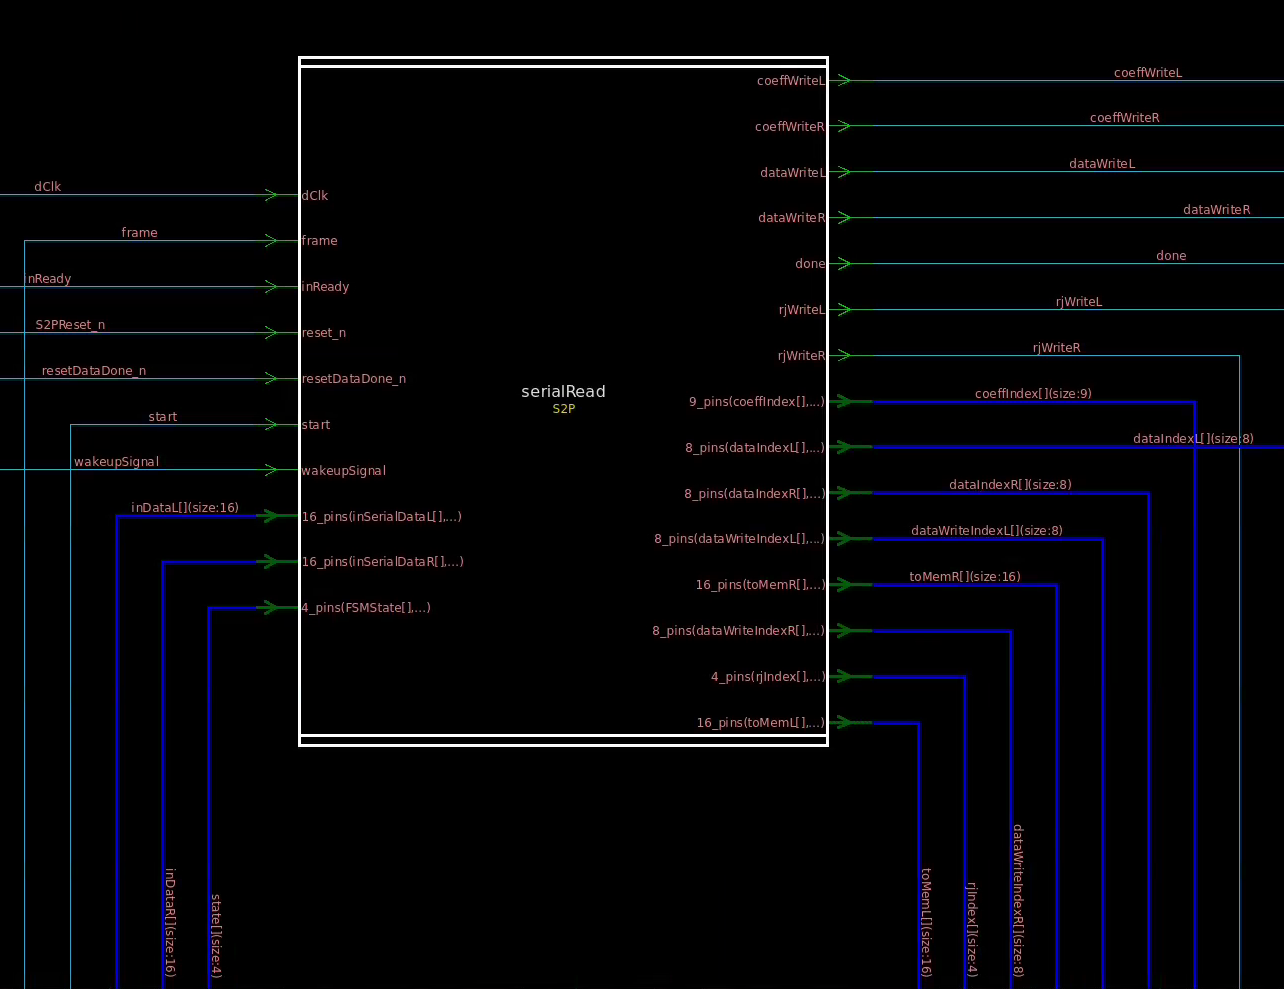 coeffWriteL
coeffWriteL
coeffWriteR
coeffWriteR
dataWriteL
dataWriteL
dClk
dClk
dataWriteR
dataWriteR
frame
frame
done
done
inReady
inReady
rjWriteL
rjWriteL
S2PReset_n
reset_n
rjWriteR
rjWriteR
resetDataDone_n
resetDataDone_n
serialRead
S2P
9_pins(coeffIndex[],...)
coeffIndex[](size:9)
start
start
8_pins(dataIndexL[],...)
dataIndexL[](size:8)
wakeupSignal
wakeupSignal
8_pins(dataIndexR[],...)
dataIndexR[](size:8)
inDataL[](size:16)
16_pins(inSerialDataL[],...)
8_pins(dataWriteIndexL[],...)
dataWriteIndexL[](size:8)
16_pins(inSerialDataR[],...)
16_pins(toMemR[],...)
toMemR[](size:16)
4_pins(FSMState[],...)
8_pins(dataWriteIndexR[],...)
4_pins(rjIndex[],...)
16_pins(toMemL[],...)
inDataR[](size:16)
state[](size:4)
toMemL[](size:16)
rjIndex[](size:4)
dataWriteIndexR[](size:8)